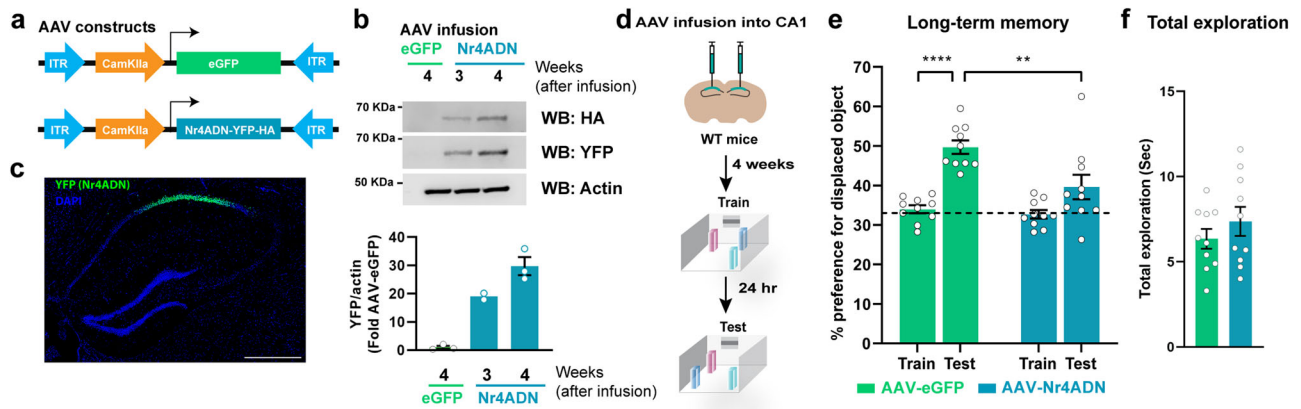 a
AAV constructs
ITR
CamKIIa
eGFP
ITR
ITR
CamKIIa
Nr4ADN-YFP-HA
ITR
c
YFP (Nr4ADN)
DAPI
b
AAV infusion
eGFP Nr4ADN
4 3 4 Weeks
(after infusion)
70 KDa
WB: HA
70 KDa
WB: YFP
50 KDa
WB: Actin
YFP/actin
(Fold AAV-eGFP)
40
30
20
10
0
4 3 4 Weeks
(after infusion)
eGFP Nr4ADN
d
AAV infusion into CA1
WT mice
4 weeks
Train
24 hr
Test
e
Long-term memory
% preference for displaced object
70
60
50
40
30
20
10
0
****
**
Train Test Train Test
AAV-eGFP AAV-Nr4ADN
f
Total exploration
Total exploration (Sec)
15
10
5
0